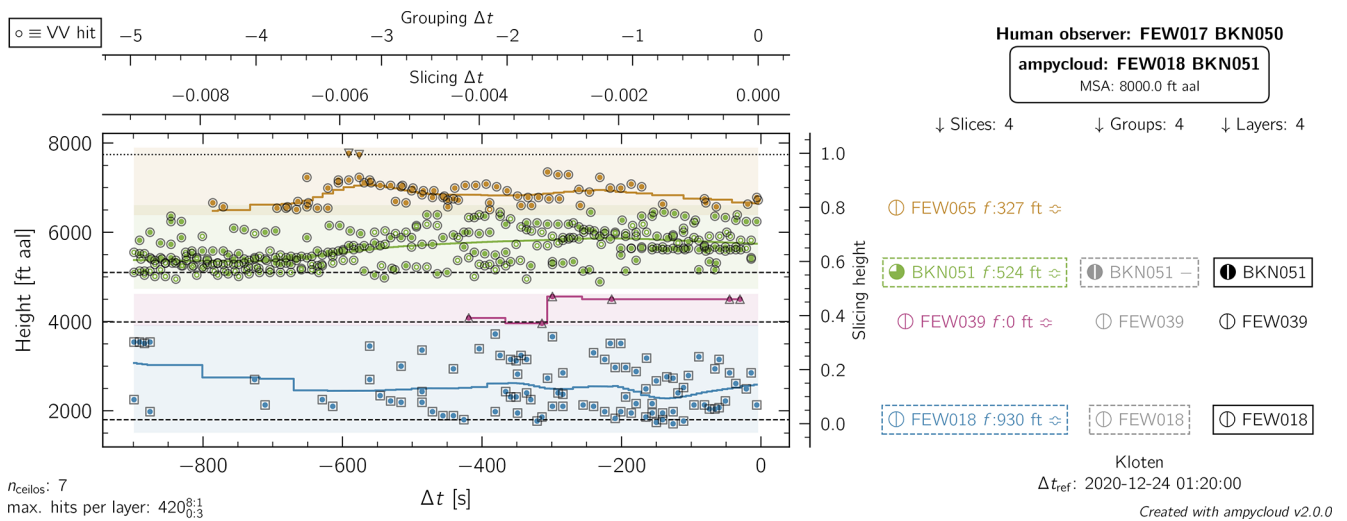 Grouping Δt
○ ≡ VV hit
−5 −4 −3 −2 −1 0
Slicing Δt
−0.008 −0.006 −0.004 −0.002 0.000
Human observer: FEW017 BKN050
ampycloud: FEW018 BKN051
MSA: 8000.0 ft aal
↓ Slices: 4 ↓ Groups: 4 ↓ Layers: 4
Height [ft aal]
8000
6000
4000
2000
1.0
0.8
0.6
0.4
0.2
0.0
Slicing height
FEW065 f:327 ft ≎
BKN051 f:524 ft ≎ BKN051 − BKN051
FEW039 f:0 ft ≎ FEW039 FEW039
FEW018 f:930 ft ≎ FEW018 FEW018
−800 −600 −400 −200 0
Δt [s]
n_ceilos: 7
max. hits per layer: 420 8:1 0:3
Kloten
Δt_ref: 2020-12-24 01:20:00
Created with ampycloud v2.0.0